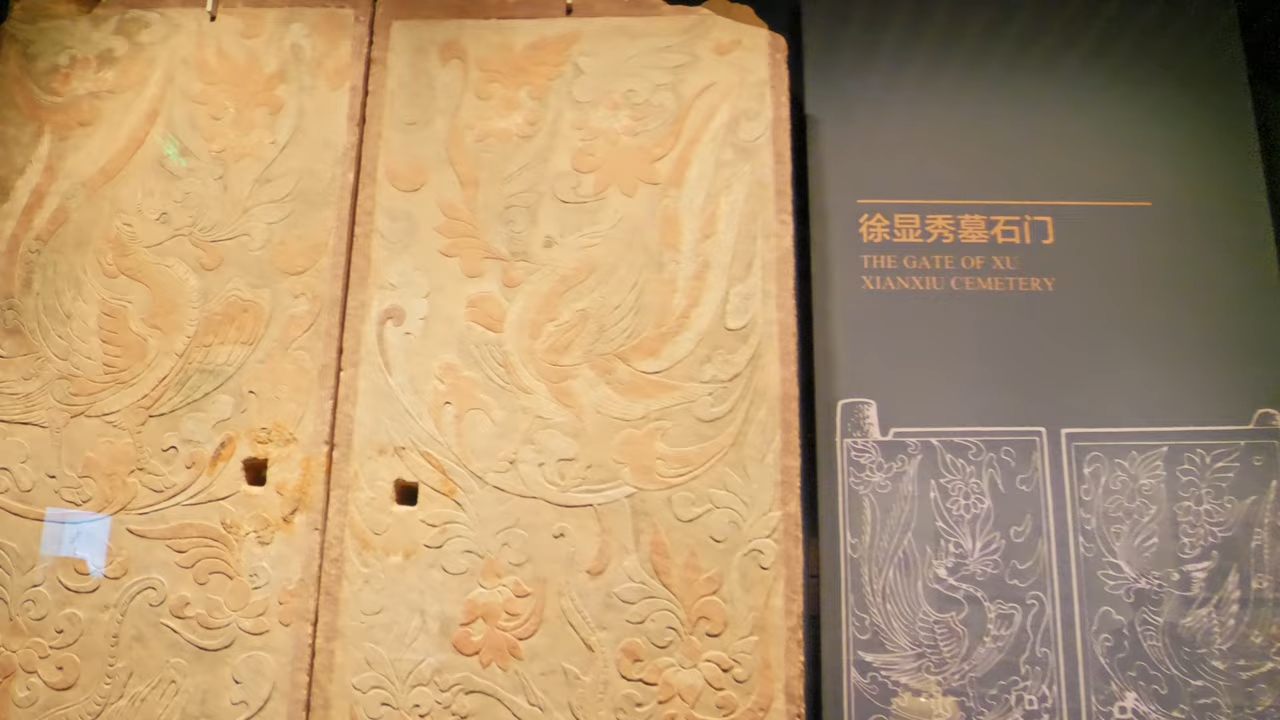 徐显秀墓石门
THE GATE OF XU
XIANXIU CEMETERY